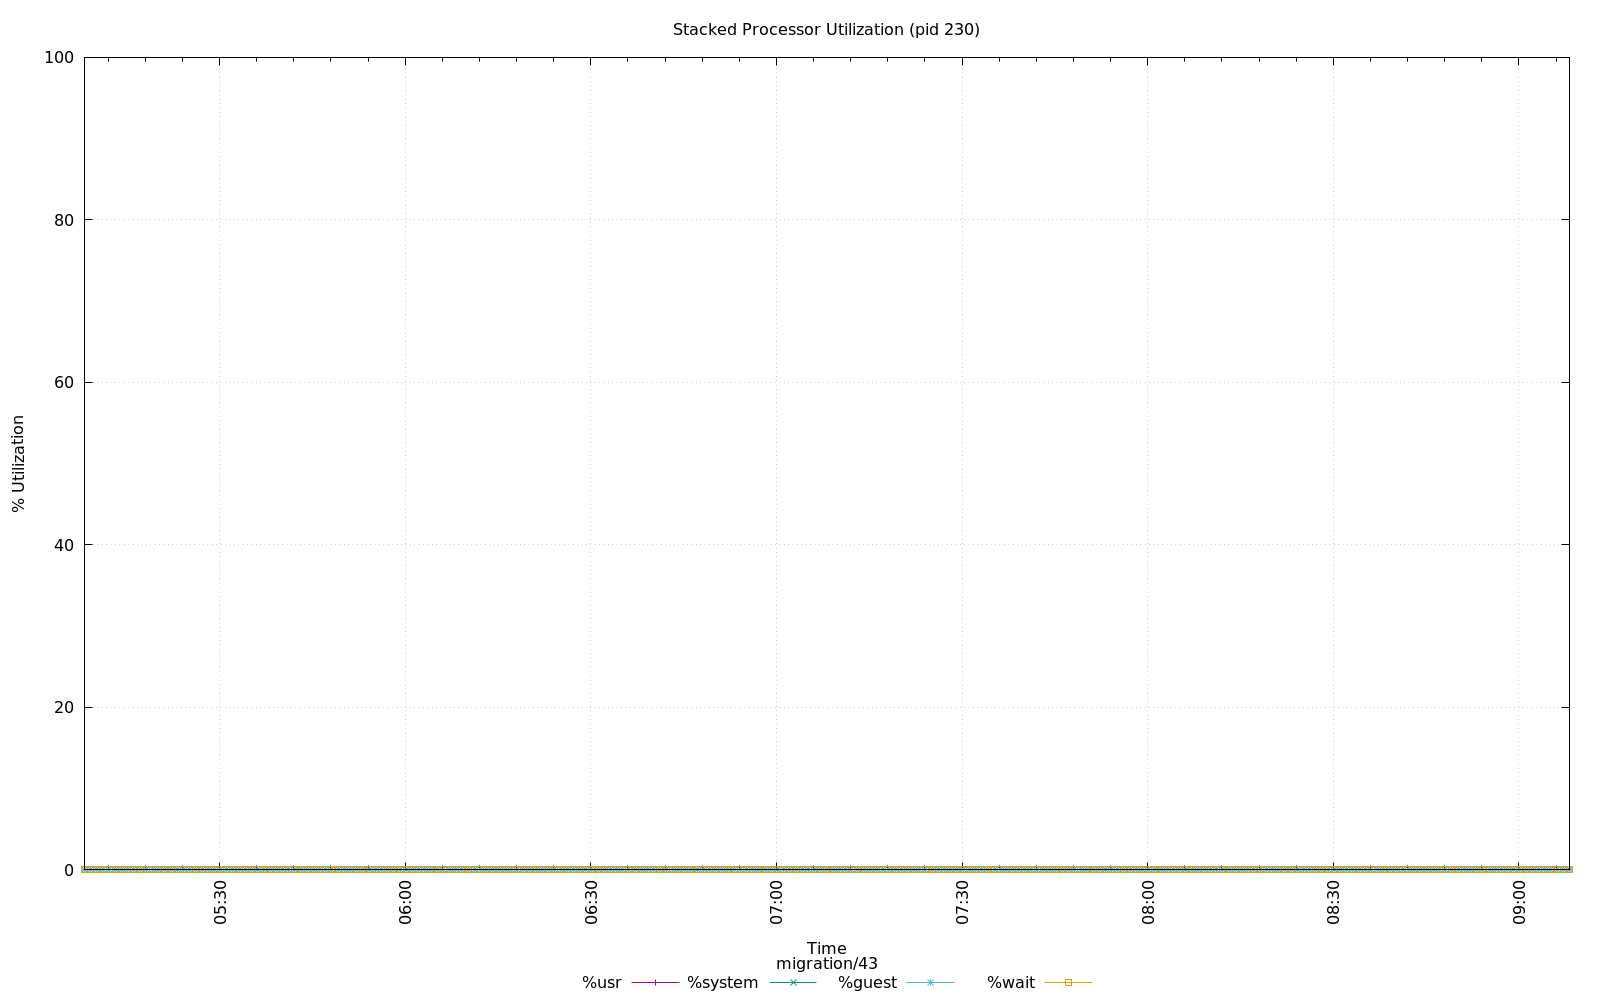 Stacked Processor Utilization (pid 230)
100
80
60
40
20
0
% Utilization
05:30
06:00
06:30
07:00
07:30
08:00
08:30
09:00
Time
migration/43
%usr %system %guest %wait